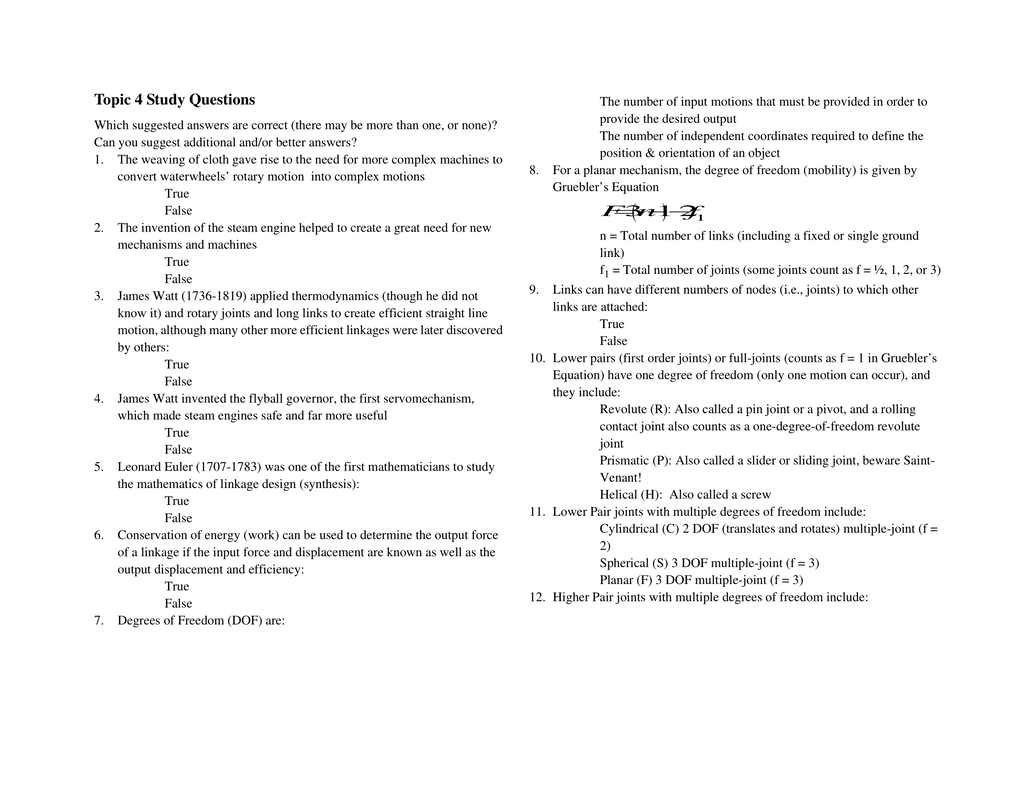 Topic 4 Study Questions
Which suggested answers are correct (there may be more than one, or none)?
Can you suggest additional and/or better answers?
1. The weaving of cloth gave rise to the need for more complex machines to
convert waterwheels’ rotary motion into complex motions
True
False
2. The invention of the steam engine helped to create a great need for new
mechanisms and machines
True
False
3. James Watt (1736-1819) applied thermodynamics (though he did not
know it) and rotary joints and long links to create efficient straight line
motion, although many other more efficient linkages were later discovered
by others:
True
False
4. James Watt invented the flyball governor, the first servomechanism,
which made steam engines safe and far more useful
True
False
5. Leonard Euler (1707-1783) was one of the first mathematicians to study
the mathematics of linkage design (synthesis):
True
False
6. Conservation of energy (work) can be used to determine the output force
of a linkage if the input force and displacement are known as well as the
output displacement and efficiency:
True
False
7. Degrees of Freedom (DOF) are:
The number of input motions that must be provided in order to
provide the desired output
The number of independent coordinates required to define the
position & orientation of an object
8. For a planar mechanism, the degree of freedom (mobility) is given by
Gruebler’s Equation
n = Total number of links (including a fixed or single ground
link)
f1 = Total number of joints (some joints count as f = ½, 1, 2, or 3)
9. Links can have different numbers of nodes (i.e., joints) to which other
links are attached:
True
False
10. Lower pairs (first order joints) or full-joints (counts as f = 1 in Gruebler’s
Equation) have one degree of freedom (only one motion can occur), and
they include:
Revolute (R): Also called a pin joint or a pivot, and a rolling
contact joint also counts as a one-degree-of-freedom revolute
joint
Prismatic (P): Also called a slider or sliding joint, beware Saint-
Venant!
Helical (H): Also called a screw
11. Lower Pair joints with multiple degrees of freedom include:
Cylindrical (C) 2 DOF (translates and rotates) multiple-joint (f =
2)
Spherical (S) 3 DOF multiple-joint (f = 3)
Planar (F) 3 DOF multiple-joint (f = 3)
12. Higher Pair joints with multiple degrees of freedom include: